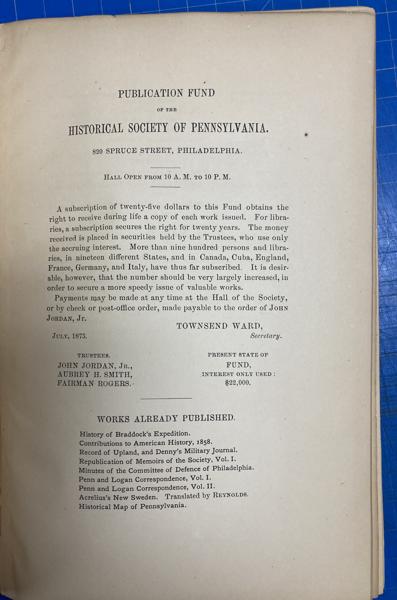 PUBLICATION FUND
OF THE
HISTORICAL SOCIETY OF PENNSYLVANIA.
820 SPRUCE STREET, PHILADELPHIA.
HALL OPEN FROM 10 A. M. TO 10 P. M.
A subscription of twenty-five dollars to this Fund obtains the
right to receive during life a copy of each work issued. For libra-
ries, a subscription secures the right for twenty years. The money
received is placed in securities held by the Trustees, who use only
the accruing interest. More than nine hundred persons and libra-
ries, in nineteen different States, and in Canada, Cuba, England,
France, Germany, and Italy, have thus far subscribed. It is desir-
able, however, that the number should be very largely increased, in
order to secure a more speedy issue of valuable works.
Payments may be made at any time at the Hall of the Society,
or by check or post-office order, made payable to the order of JOHN
JORDAN, Jr.
TOWNSEND WARD,
JULY, 1875. Secretary.
TRUSTEES.
JOHN JORDAN, JR.,
AUBREY H. SMITH,
FAIRMAN ROGERS.
PRESENT STATE OF
FUND,
INTEREST ONLY USED:
$22,000.
WORKS ALREADY PUBLISHED.
History of Braddock's Expedition.
Contributions to American History, 1858.
Record of Upland, and Denny's Military Journal.
Republication of Memoirs of the Society, Vol. I.
Minutes of the Committee of Defence of Philadelphia.
Penn and Logan Correspondence, Vol. I.
Penn and Logan Correspondence, Vol. II.
Acrelius's New Sweden. Translated by REYNOLDS.
Historical Map of Pennsylvania.